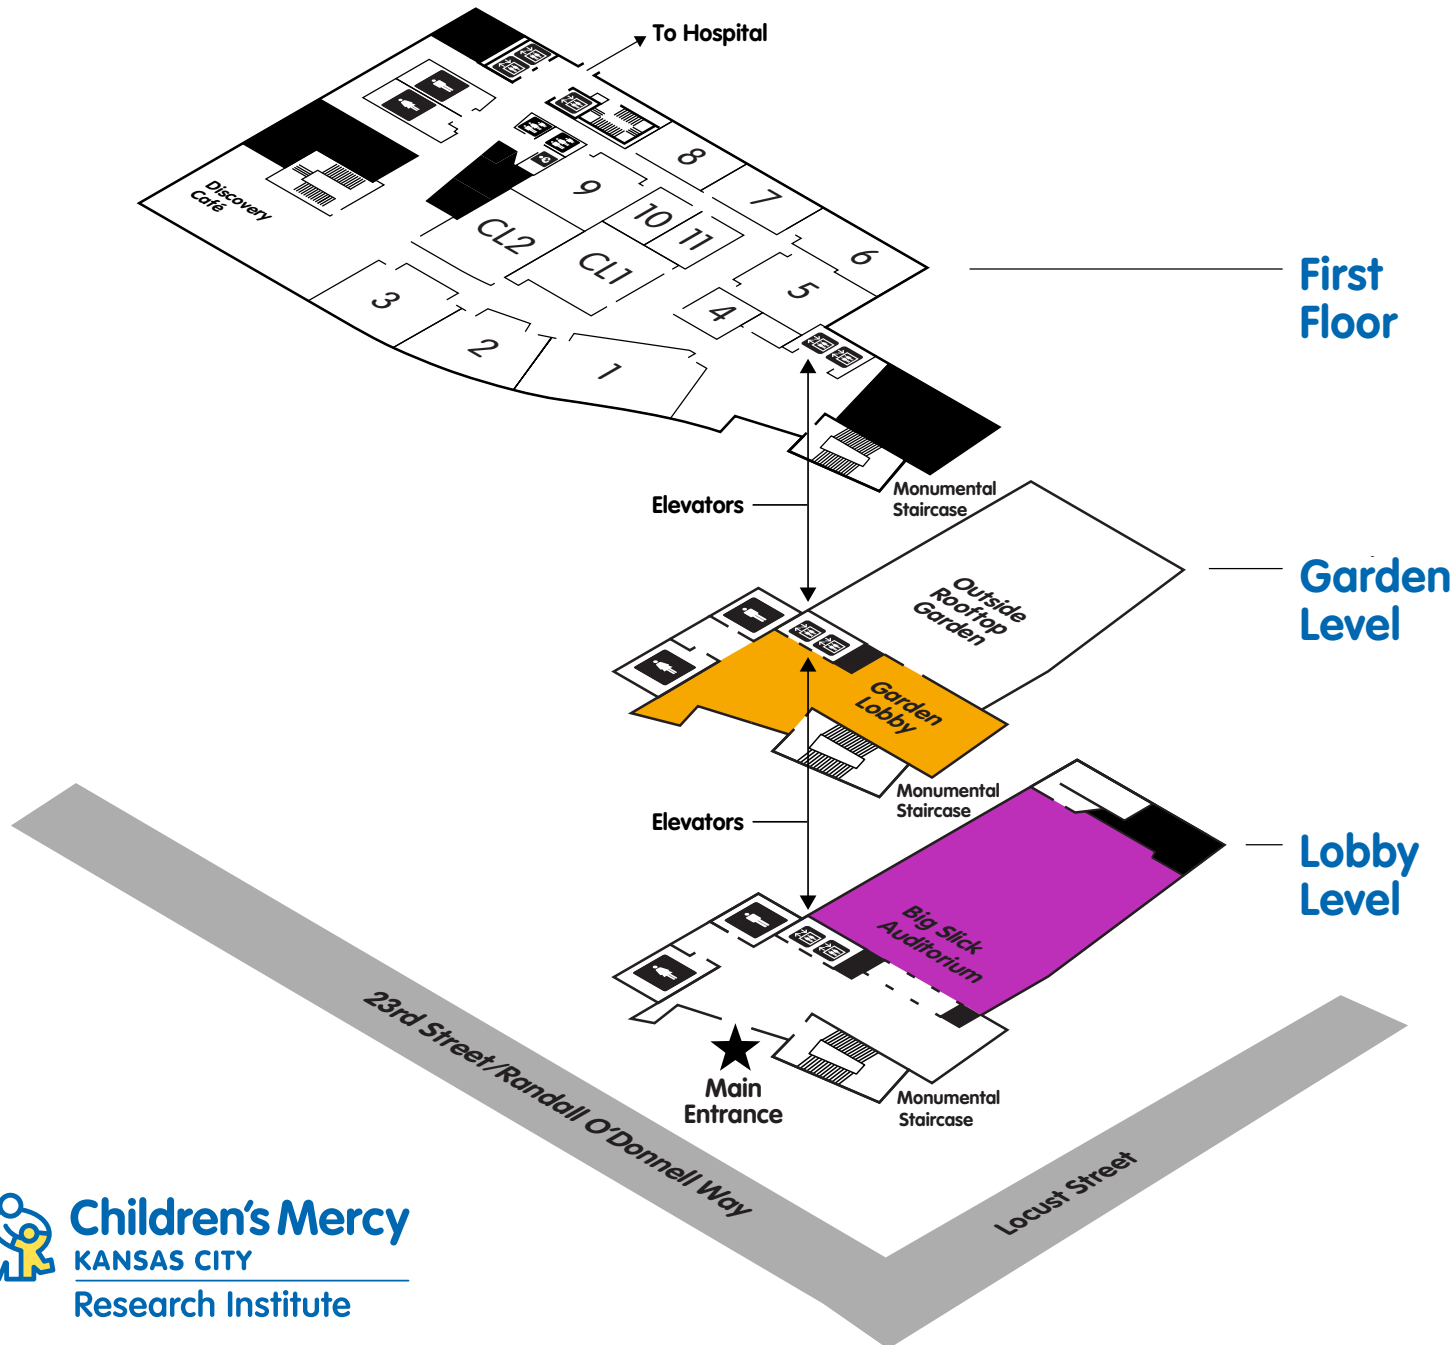 To Hospital
Discovery
Café
8
7
6
9
10
11
CL2
CL1
5
4
3
2
1
First
Floor
Monumental
Staircase
Elevators
Outside
Rooftop
Garden
Garden
Level
Garden
Lobby
Monumental
Staircase
Elevators
Lobby
Level
Big Slick
Auditorium
Main
Entrance
Monumental
Staircase
23rd Street/Randall O'Donnell Way
Locust Street
Children's Mercy
KANSAS CITY
Research Institute